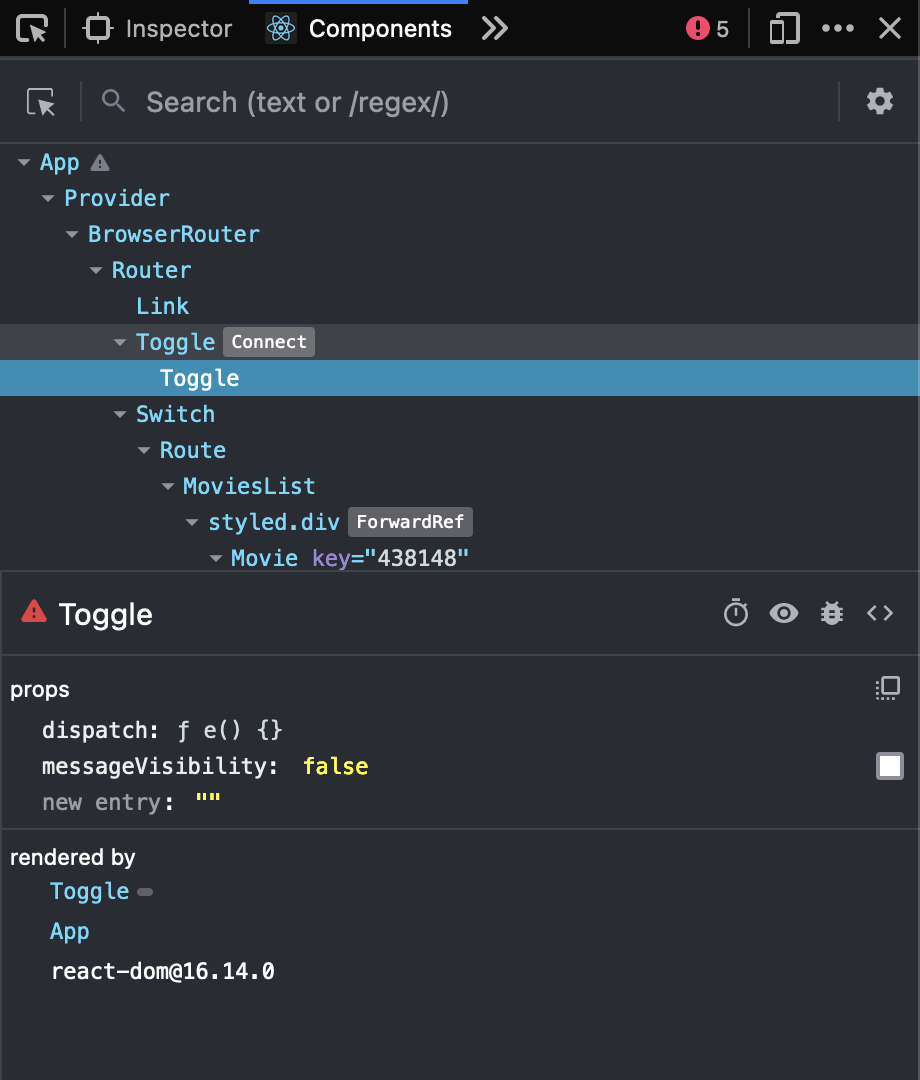 Inspector Components 5
Search (text or /regex/)
App
Provider
BrowserRouter
Router
Link
Toggle Connect
Toggle
Switch
Route
MoviesList
styled.div ForwardRef
Movie key="438148"
Toggle
props
dispatch: ƒ e() {}
messageVisibility: false
new entry: ""
rendered by
Toggle
App
react-dom@16.14.0